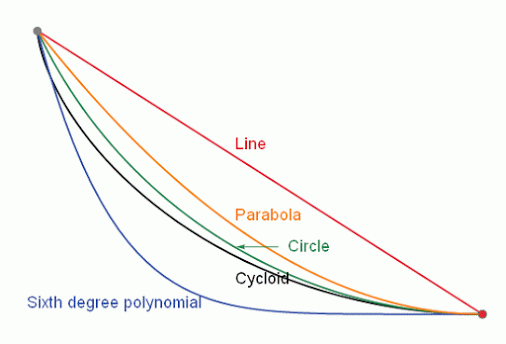 Line
Parabola
Circle
Cycloid
Sixth degree polynomial